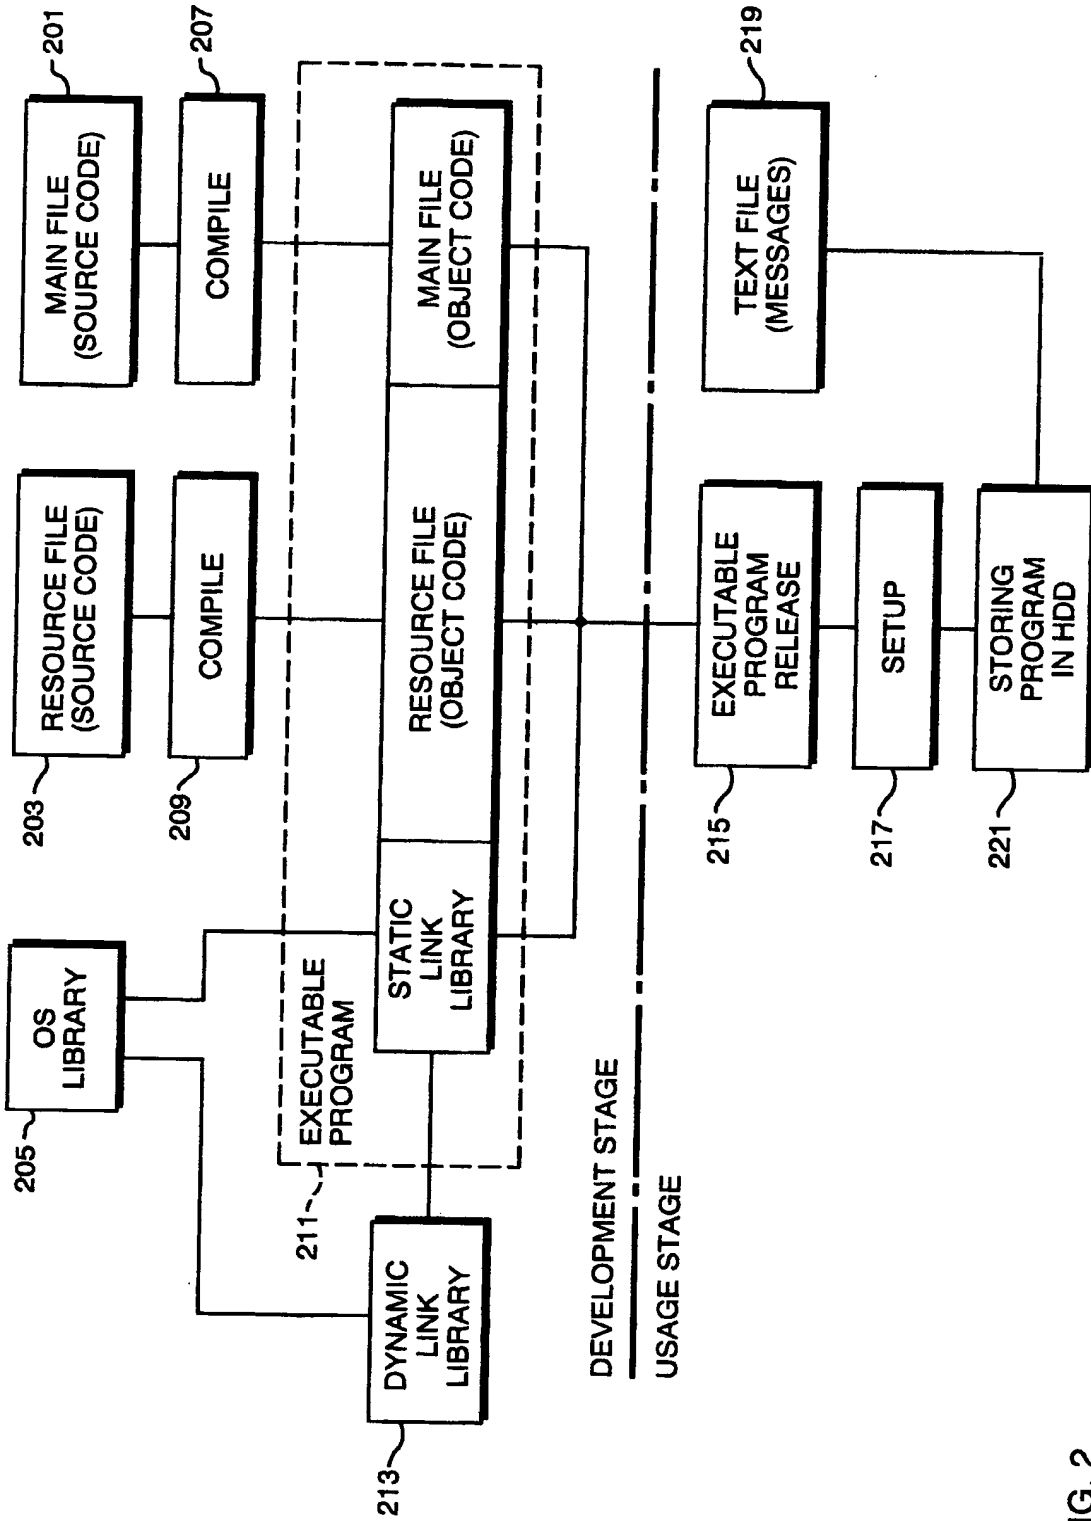 205
OS
LIBRARY
203
RESOURCE FILE
(SOURCE CODE)
201
MAIN FILE
(SOURCE CODE)
209
COMPILE
207
COMPILE
211
EXECUTABLE
PROGRAM
213
DYNAMIC
LINK
LIBRARY
STATIC
LINK
LIBRARY
RESOURCE FILE
(OBJECT CODE)
MAIN FILE
(OBJECT CODE)
DEVELOPMENT STAGE
USAGE STAGE
215
EXECUTABLE
PROGRAM
RELEASE
219
TEXT FILE
(MESSAGES)
217
SETUP
221
STORING
PROGRAM
IN HDD
IG. 2